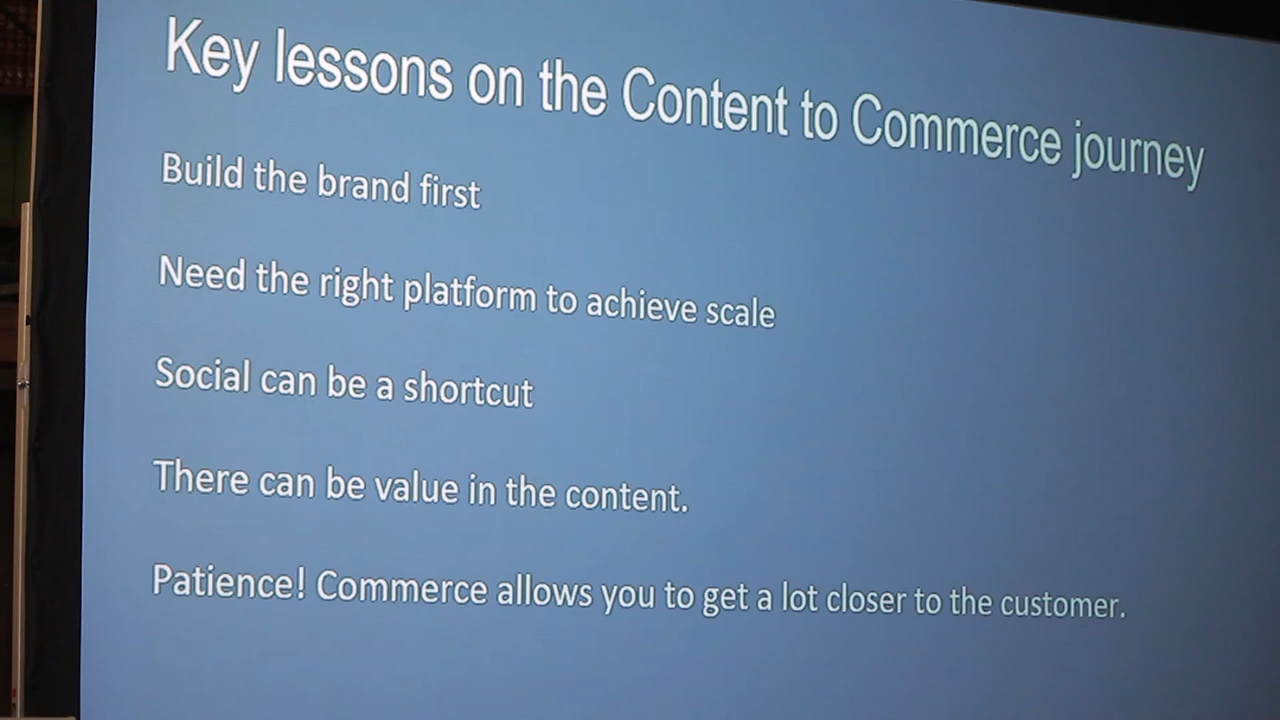 Key lessons on the Content to Commerce journey
Build the brand first
Need the right platform to achieve scale
Social can be a shortcut
There can be value in the content.
Patience! Commerce allows you to get a lot closer to the customer.